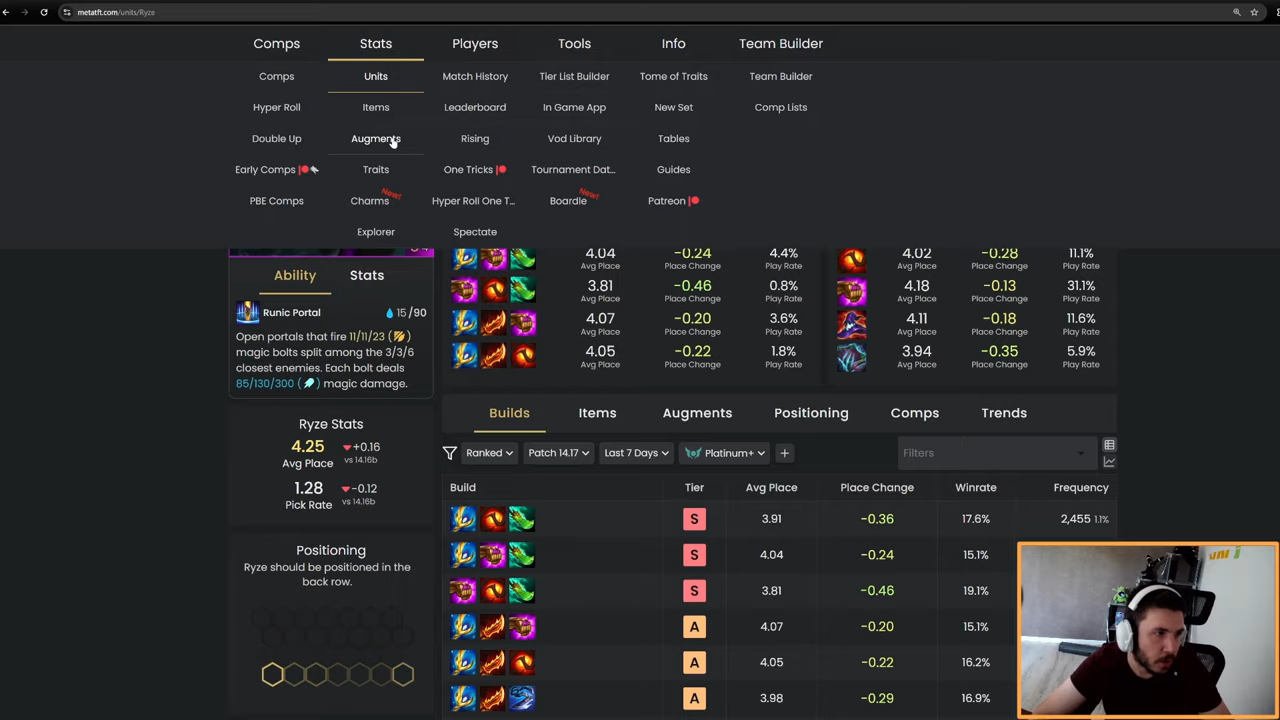 metatft.com/units/Ryze
Comps Stats Players Tools Info Team Builder
Comps Units Match History Tier List Builder Tome of Traits Team Builder
Hyper Roll Items Leaderboard In Game App New Set Comp Lists
Double Up Augments Rising Vod Library Tables
Early Comps Traits One Tricks Tournament Dat... Guides
PBE Comps Charms New! Hyper Roll One T... Boardle New! Patreon
Explorer Spectate
4.04 -0.24 4.4% 4.02 -0.28 11.1%
Avg Place Place Change Play Rate Avg Place Place Change Play Rate
3.81 -0.46 0.8% 4.18 -0.13 31.1%
Avg Place Place Change Play Rate Avg Place Place Change Play Rate
4.07 -0.20 3.6% 4.11 -0.18 11.6%
Avg Place Place Change Play Rate Avg Place Place Change Play Rate
4.05 -0.22 1.8% 3.94 -0.35 5.9%
Avg Place Place Change Play Rate Avg Place Place Change Play Rate
Ability Stats
Runic Portal 15/90
Open portals that fire 11/11/23 ( )
magic bolts split among the 3/3/6
closest enemies. Each bolt deals
85/130/300 ( ) magic damage.
Ryze Stats
4.25 +0.16
Avg Place vs 14.16b
1.28 -0.12
Pick Rate vs 14.16b
Positioning
Ryze should be positioned in the
back row.
Builds Items Augments Positioning Comps Trends
Ranked Patch 14.17 Last 7 Days Platinum+ + Filters
Build Tier Avg Place Place Change Winrate Frequency
S 3.91 -0.36 17.6% 2,455 1.1%
S 4.04 -0.24 15.1%
S 3.81 -0.46 19.1%
A 4.07 -0.20 15.1%
A 4.05 -0.22 16.2%
A 3.98 -0.29 16.9%